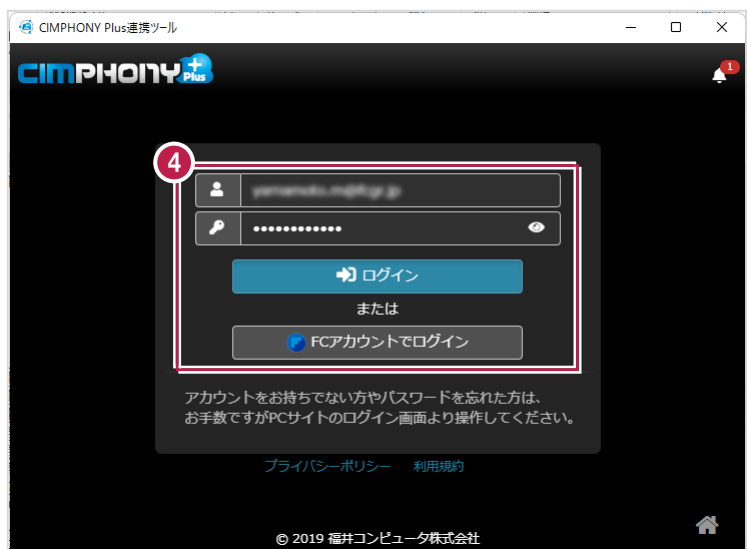 CIMPHONY Plus連携ツール
CIMPHONY Plus
1
4
••••••••••••
ログイン
または
FCアカウントでログイン
アカウントをお持ちでない方やパスワードを忘れた方は、
お手数ですがPCサイトのログイン画面より操作してください。
プライバシーポリシー 利用規約
© 2019 福井コンピュータ株式会社